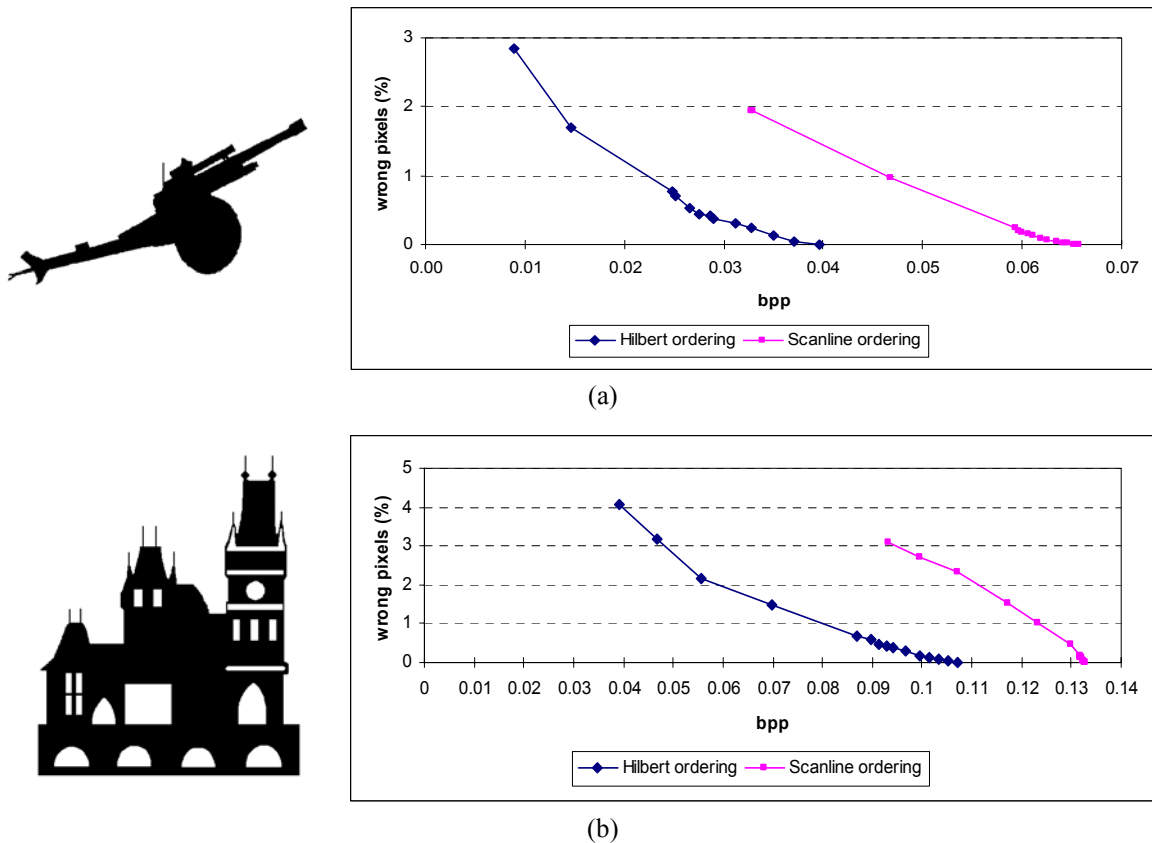 3
2
1
0
wrong pixels (%)
0.00 0.01 0.02 0.03 0.04 0.05 0.06 0.07
bpp
Hilbert ordering Scanline ordering
(a)
5
4
3
2
1
0
wrong pixels (%)
0 0.01 0.02 0.03 0.04 0.05 0.06 0.07 0.08 0.09 0.1 0.11 0.12 0.13 0.14
bpp
Hilbert ordering Scanline ordering
(b)